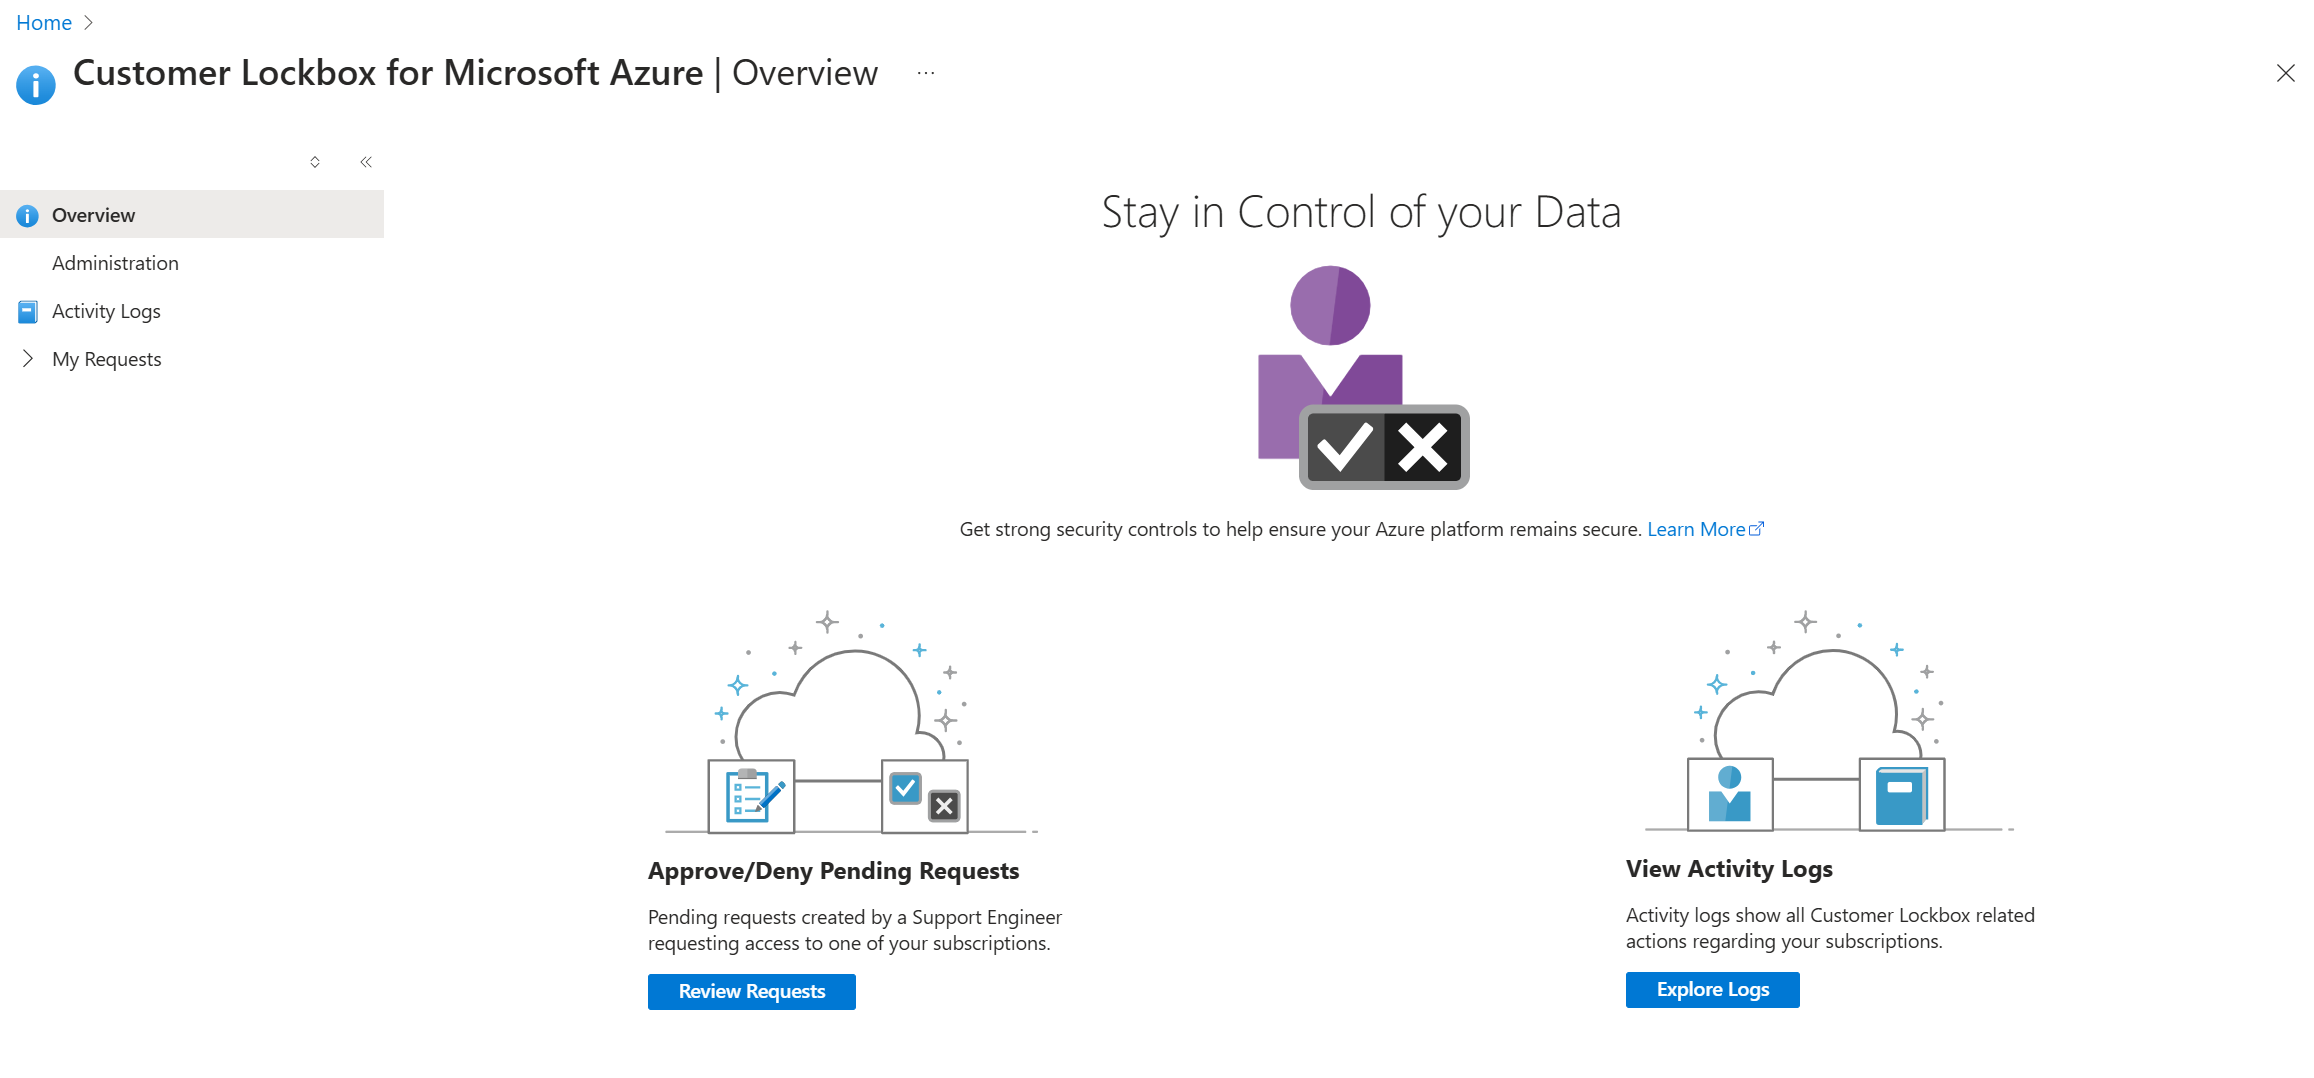 Home
Customer Lockbox for Microsoft Azure | Overview
Overview
Administration
Activity Logs
My Requests
Stay in Control of your Data
Get strong security controls to help ensure your Azure platform remains secure. Learn More
Approve/Deny Pending Requests
Pending requests created by a Support Engineer
requesting access to one of your subscriptions.
Review Requests
View Activity Logs
Activity logs show all Customer Lockbox related
actions regarding your subscriptions.
Explore Logs